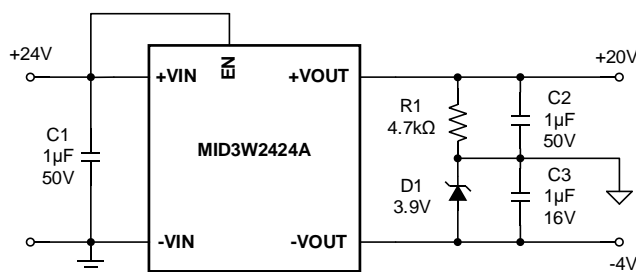 +24V
+20V
+VIN
EN
+VOUT
R1
4.7kΩ
C2
1µF
50V
C1
1µF
50V
MID3W2424A
D1
3.9V
C3
1µF
16V
-VIN
-VOUT
-4V